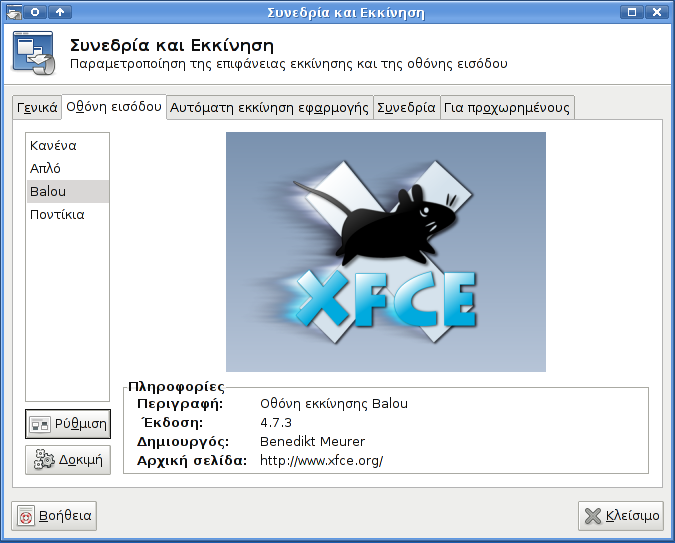 Συνεδρία και Εκκίνηση
Συνεδρία και Εκκίνηση
Παραμετροποίηση της επιφάνειας εκκίνησης και της οθόνης εισόδου
Γενικά Οθόνη εισόδου Αυτόματη εκκίνηση εφαρμογής Συνεδρία Για προχωρημένους
Κανένα
Απλό
Balou
Ποντίκια
XFCE
Πληροφορίες
Περιγραφή: Οθόνη εκκίνησης Balou
Έκδοση: 4.7.3
Δημιουργός: Benedikt Meurer
Αρχική σελίδα: http://www.xfce.org/
Ρύθμιση
Δοκιμή
Βοήθεια
Κλείσιμο